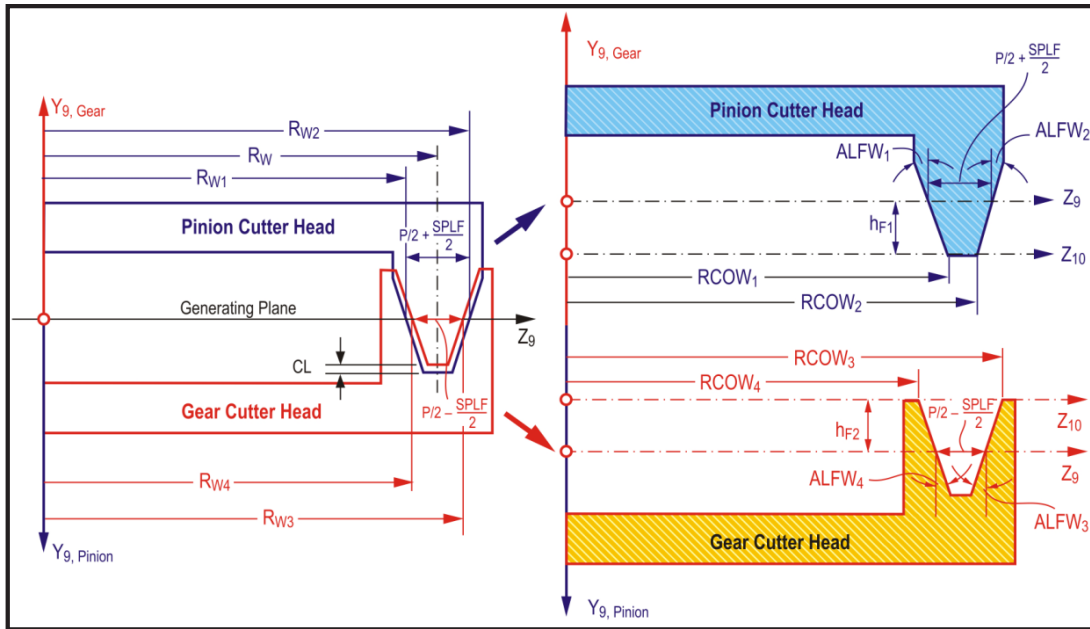 Y9, Gear
RW2
RW
RW1
Pinion Cutter Head
P/2 + SPLF/2
Generating Plane
Z9
CL
Gear Cutter Head
P/2 – SPLF/2
RW4
RW3
Y9, Pinion
Y9, Gear
P/2 + SPLF/2
Pinion Cutter Head
ALFW1
ALFW2
Z9
hF1
Z10
RCOW1
RCOW2
RCOW3
RCOW4
hF2
P/2 – SPLF/2
Z10
Z9
ALFW4
ALFW3
Gear Cutter Head
Y9, Pinion